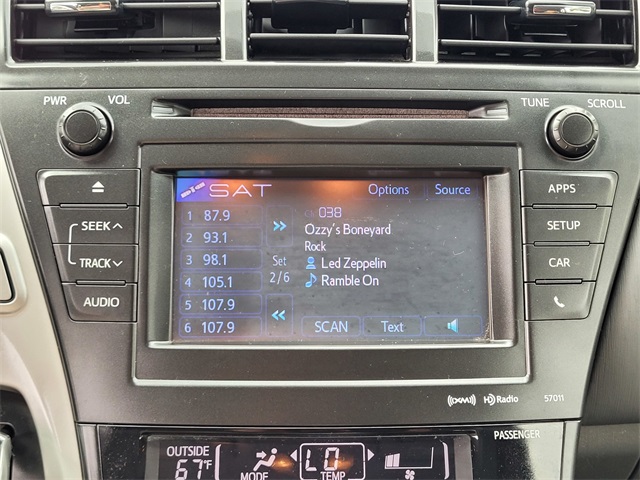 PWR VOL TUNE SCROLL
SAT Options Source
1 87.9
2 93.1
3 98.1
4 105.1
5 107.9
6 107.9
Set
2/6
CH 038
Ozzy's Boneyard
Rock
Led Zeppelin
Ramble On
SCAN Text
SEEK
TRACK
AUDIO
APPS
SETUP
CAR
((XM)) HD Radio 57011
PASSENGER
OUTSIDE
67°F
MODE
LO
TEMP